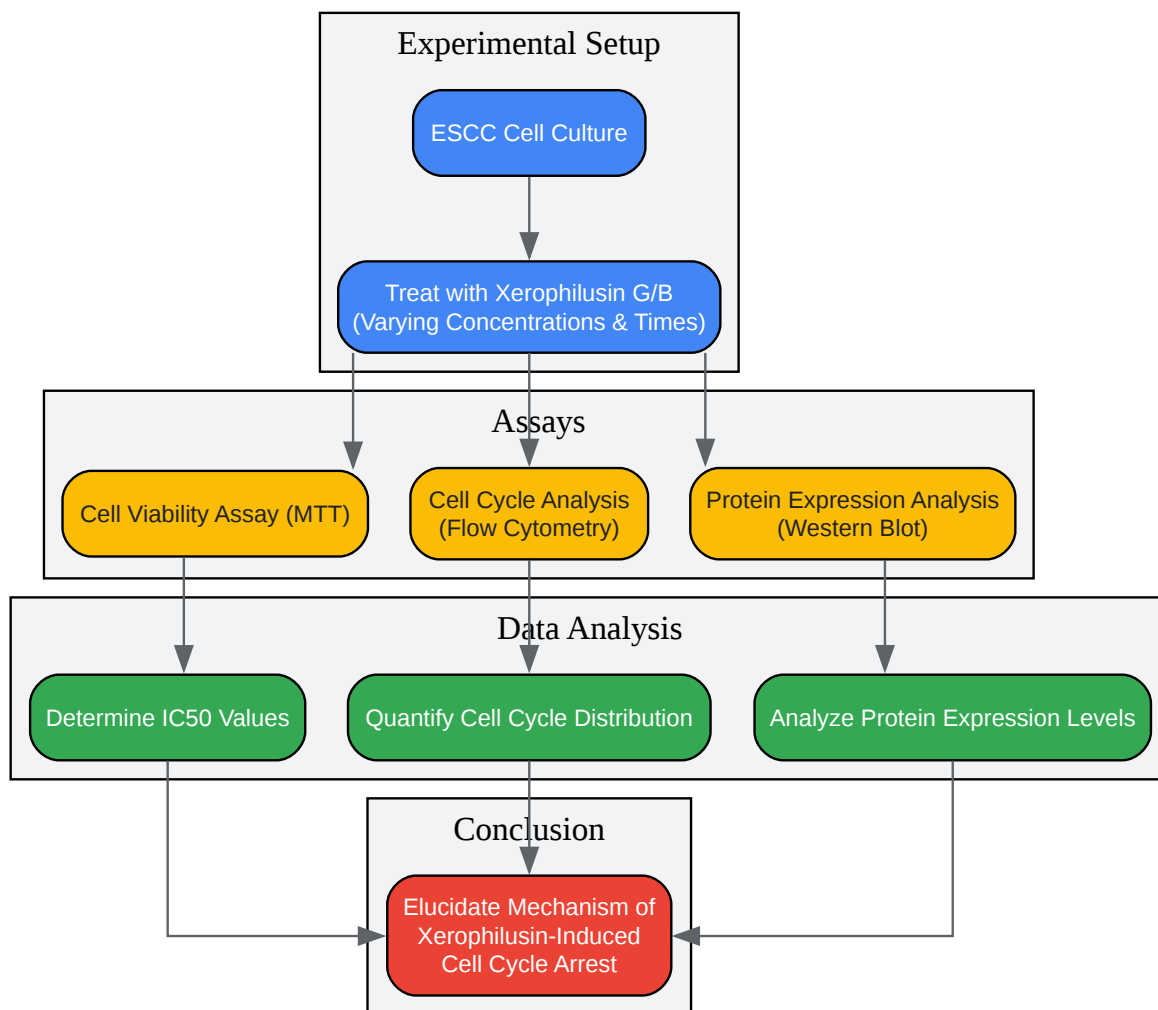 Experimental Setup
ESCC Cell Culture
Treat with Xerophilusin G/B
(Varying Concentrations & Times)
Assays
Cell Viability Assay (MTT)
Cell Cycle Analysis
(Flow Cytometry)
Protein Expression Analysis
(Western Blot)
Data Analysis
Determine IC50 Values
Quantify Cell Cycle Distribution
Analyze Protein Expression Levels
Conclusion
Elucidate Mechanism of
Xerophilusin-Induced
Cell Cycle Arrest